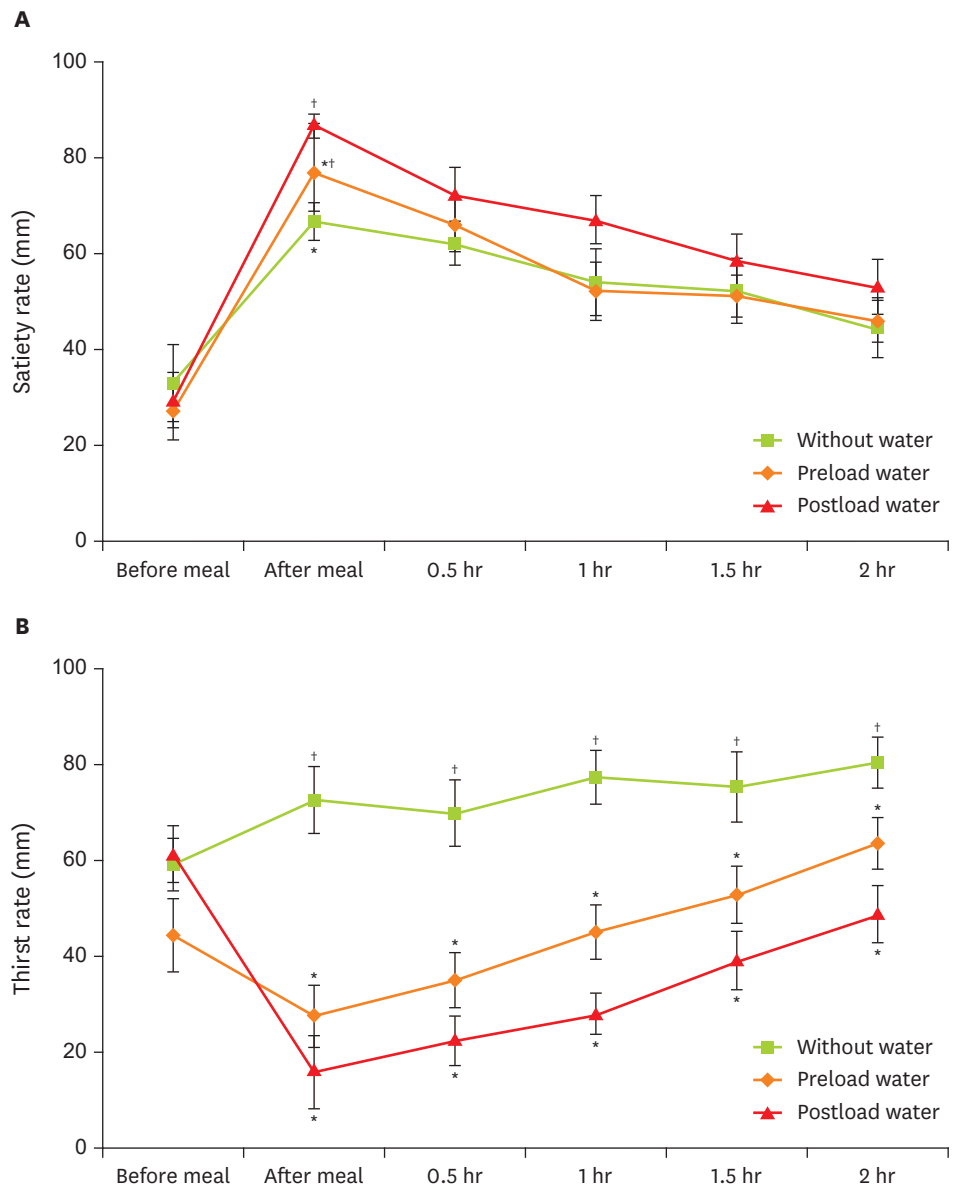 A
100
80
60
40
20
0
Satiety rate (mm)
†
*†
*
Without water
Preload water
Postload water
Before meal After meal 0.5 hr 1 hr 1.5 hr 2 hr
B
100
80
60
40
20
0
Thirst rate (mm)
† † † † †
* * * * *
* * * * *
Without water
Preload water
Postload water
Before meal After meal 0.5 hr 1 hr 1.5 hr 2 hr